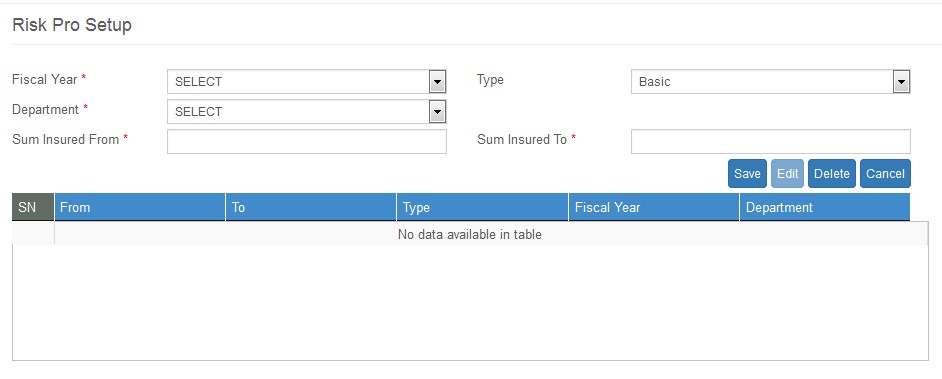 Risk Pro Setup
Fiscal Year * SELECT Type Basic
Department * SELECT
Sum Insured From * Sum Insured To *
Save Edit Delete Cancel
SN From To Type Fiscal Year Department
No data available in table